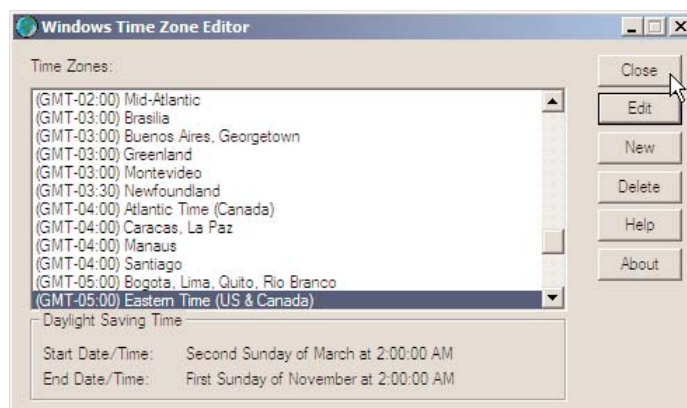 Windows Time Zone Editor
Time Zones:
(GMT-02:00) Mid-Atlantic
(GMT-03:00) Brasilia
(GMT-03:00) Buenos Aires, Georgetown
(GMT-03:00) Greenland
(GMT-03:00) Montevideo
(GMT-03:30) Newfoundland
(GMT-04:00) Atlantic Time (Canada)
(GMT-04:00) Caracas, La Paz
(GMT-04:00) Manaus
(GMT-04:00) Santiago
(GMT-05:00) Bogota, Lima, Quito, Rio Branco
(GMT-05:00) Eastern Time (US & Canada)
Close
Edit
New
Delete
Help
About
Daylight Saving Time
Start Date/Time: Second Sunday of March at 2:00:00 AM
End Date/Time: First Sunday of November at 2:00:00 AM